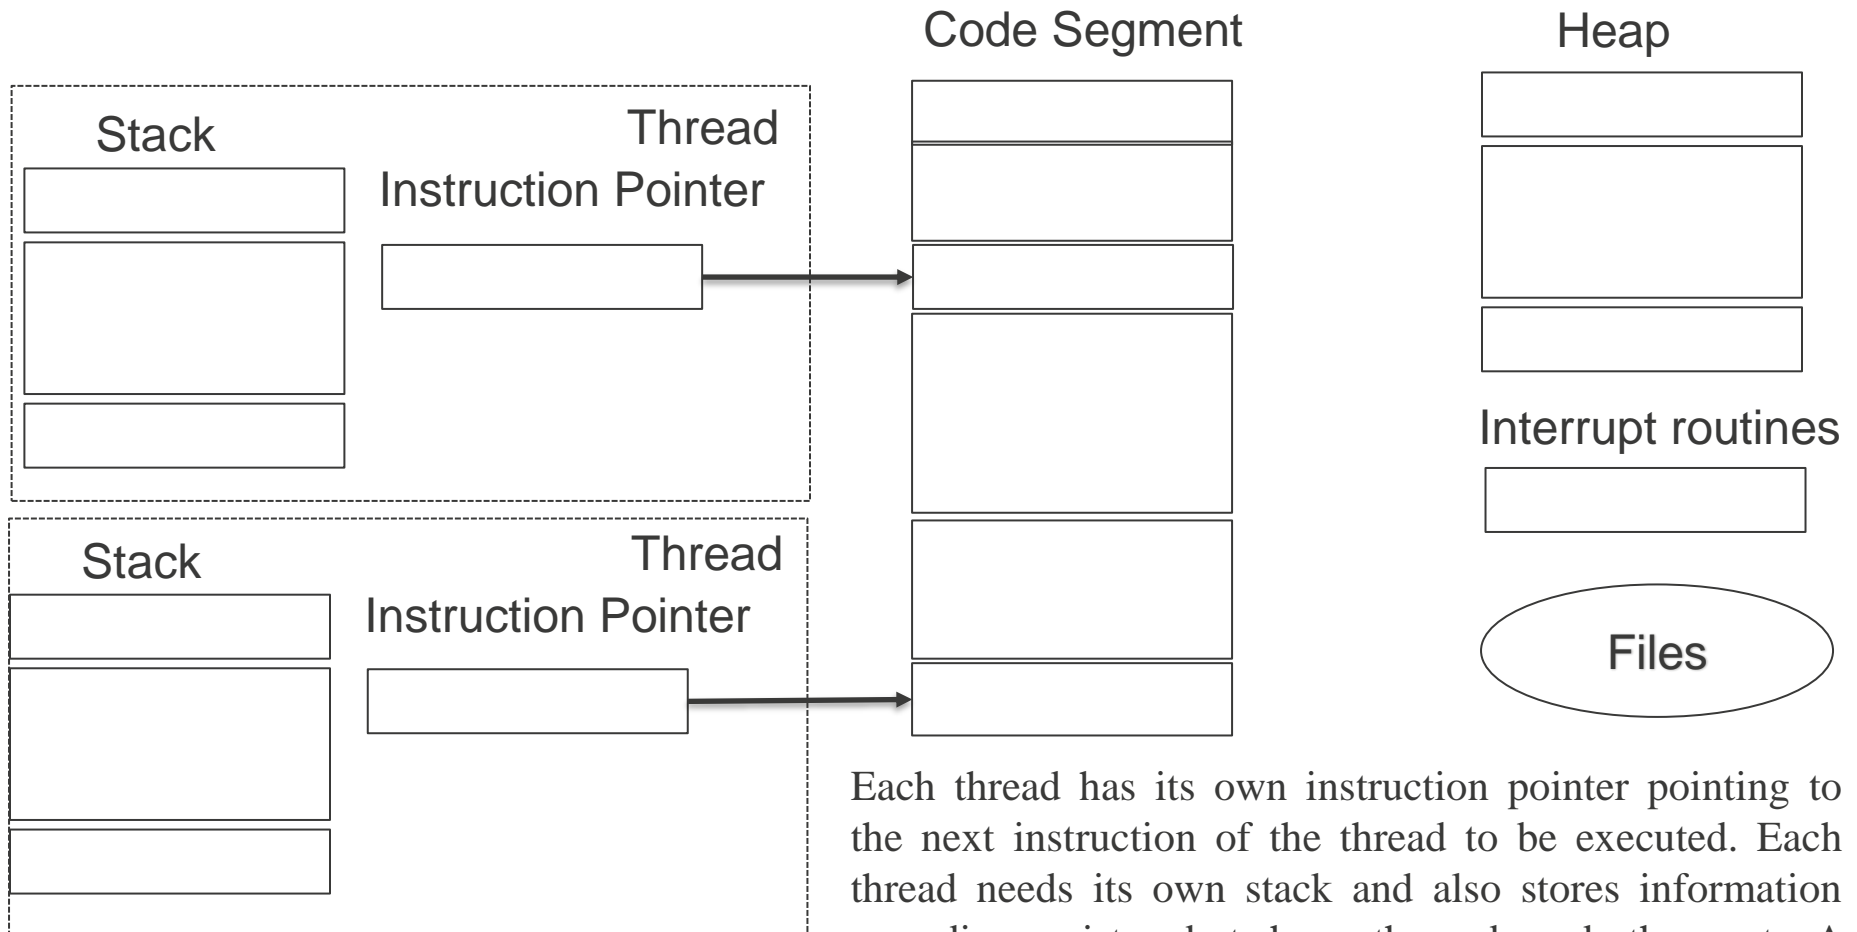 Code Segment
Heap
Stack
Thread
Instruction Pointer
Interrupt routines
Stack
Thread
Instruction Pointer
Files
Each thread has its own instruction pointer pointing to
the next instruction of the thread to be executed. Each
thread needs its own stack and also stores information